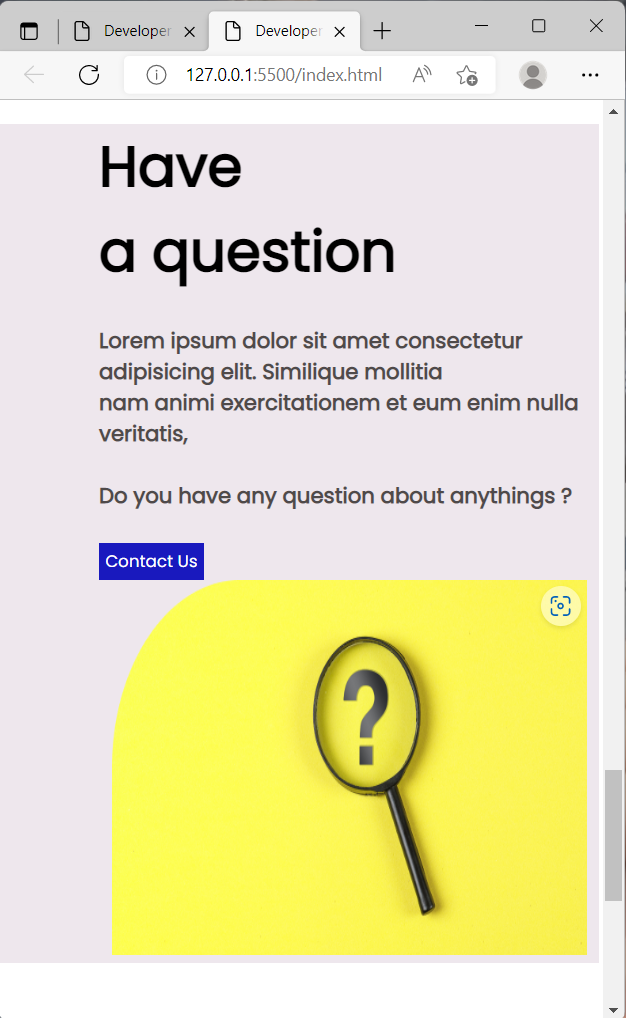 Developer
Developer
127.0.0.1:5500/index.html
Have
a question
Lorem ipsum dolor sit amet consectetur
adipisicing elit. Similique mollitia
nam animi exercitationem et eum enim nulla
veritatis,
Do you have any question about anythings ?
Contact Us
?